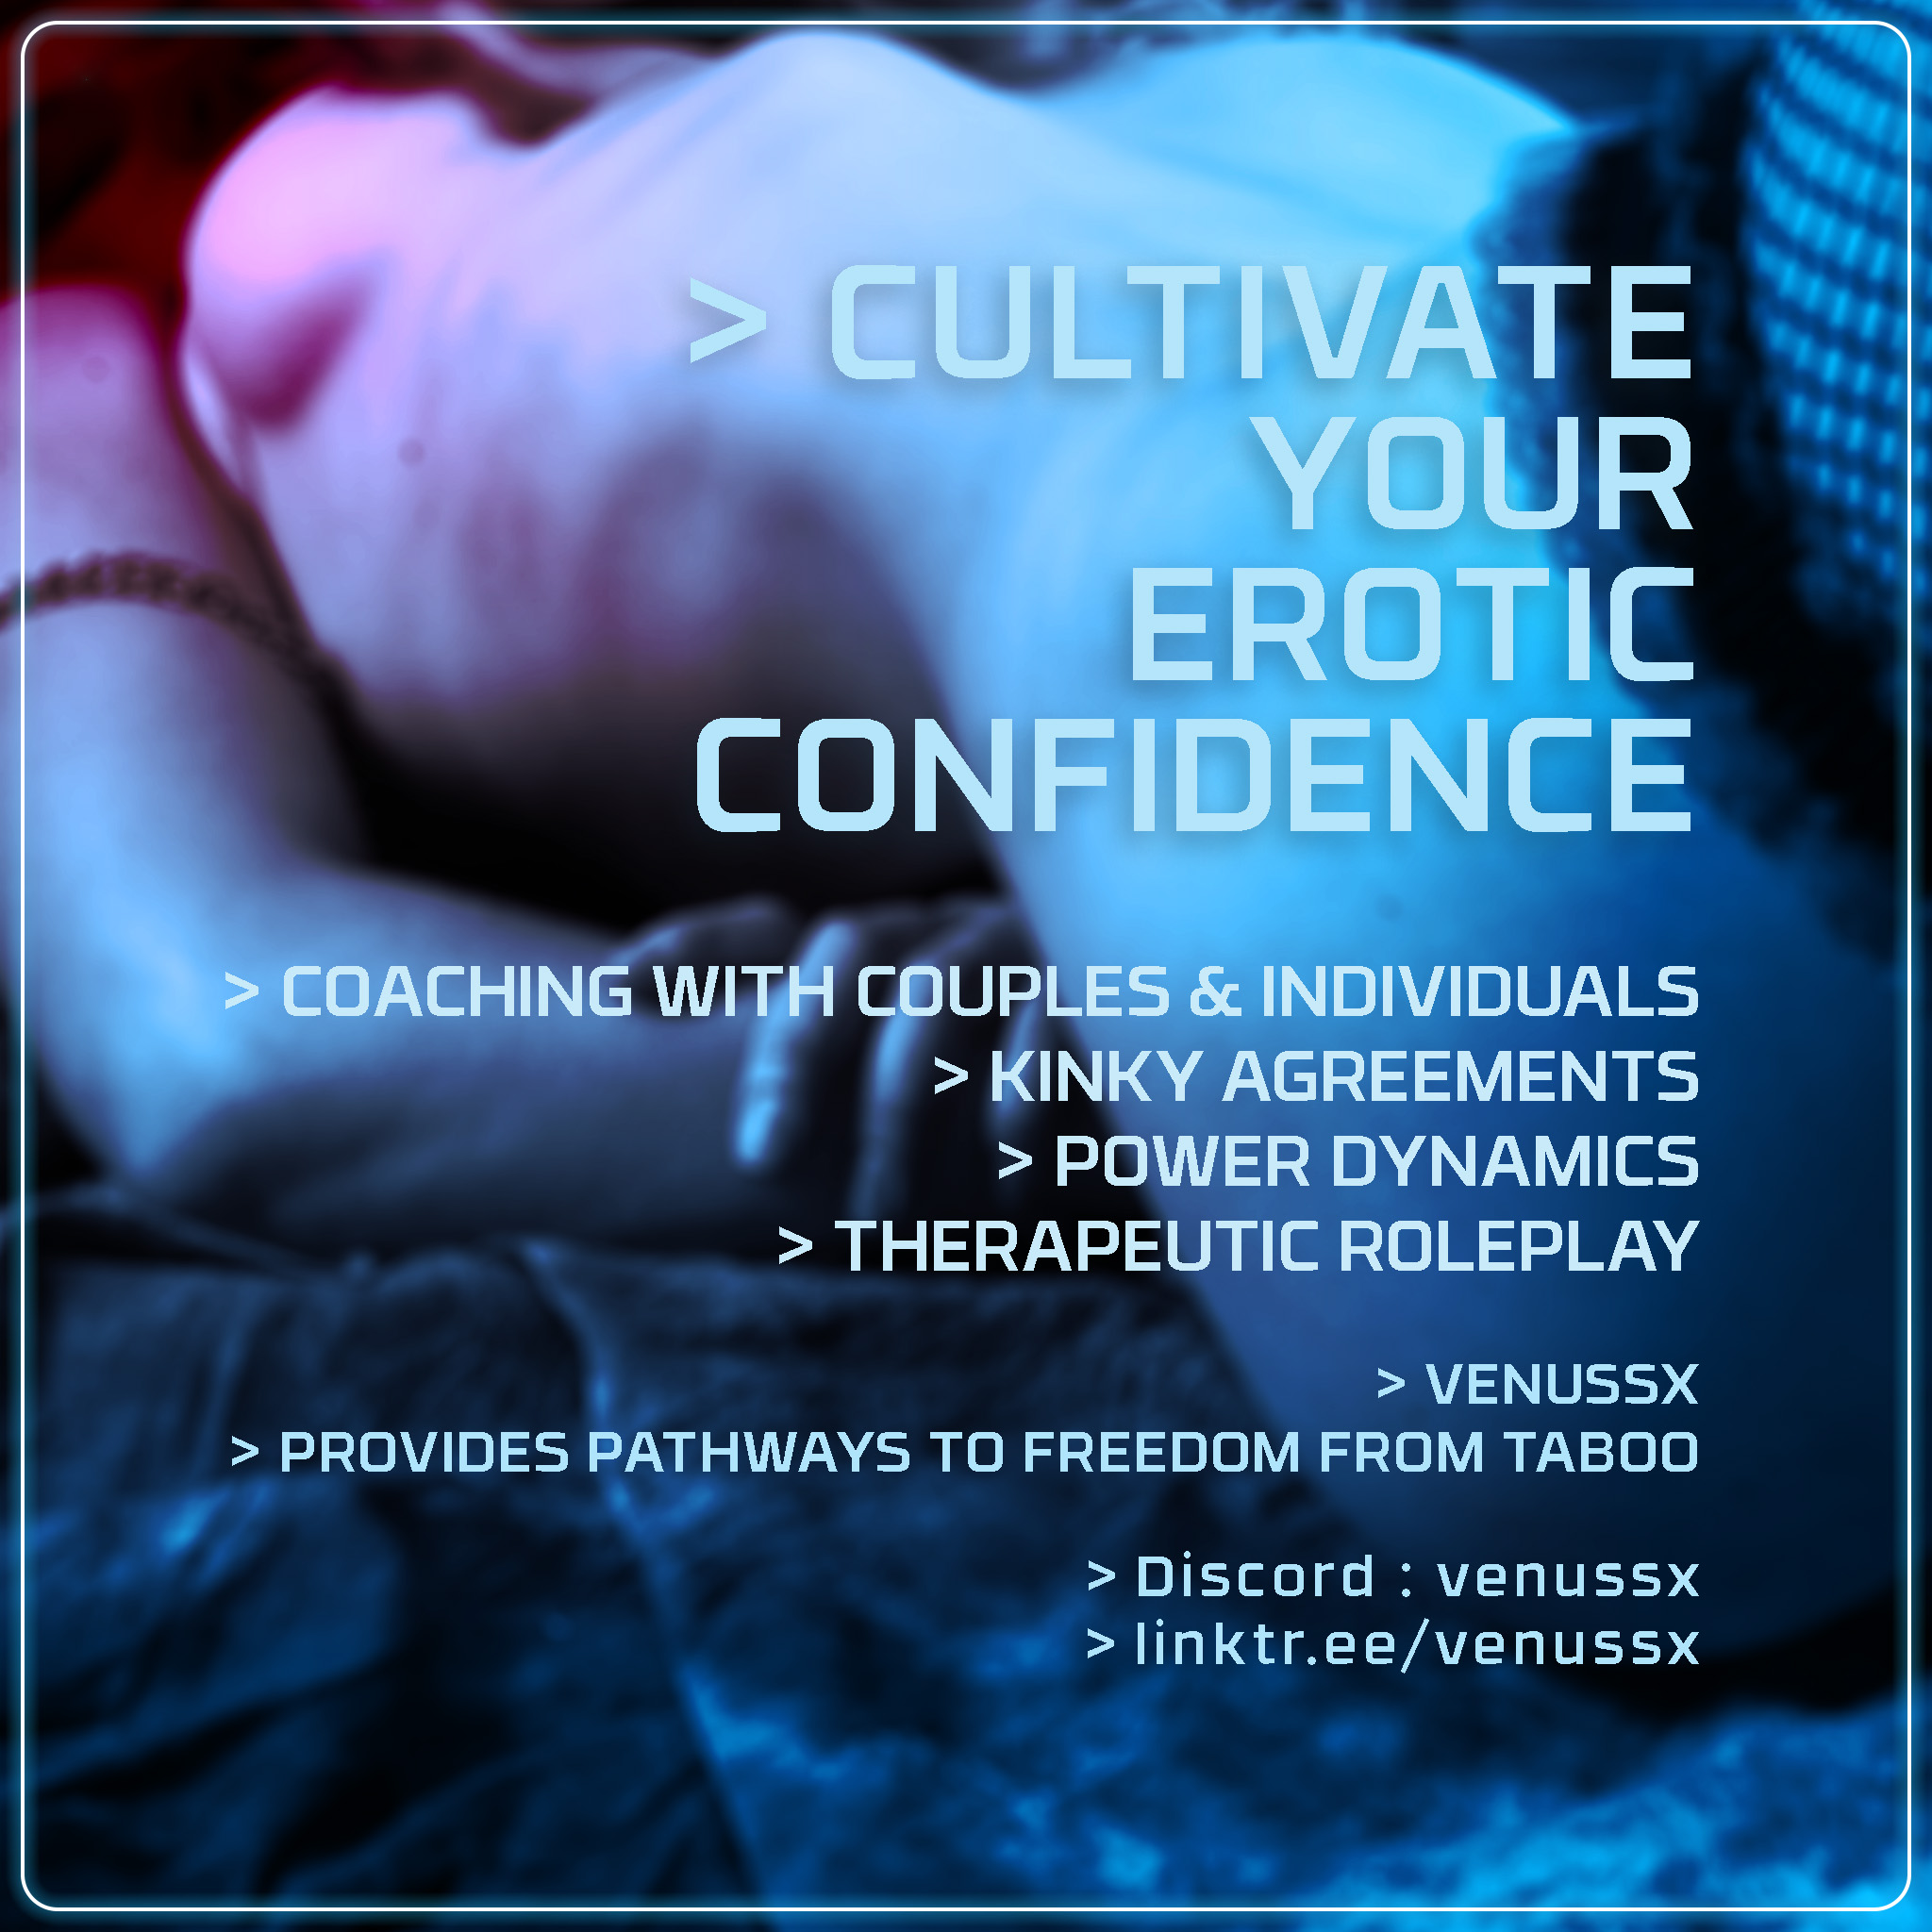 > CULTIVATE
YOUR
EROTIC
CONFIDENCE
> COACHING WITH COUPLES & INDIVIDUALS
> KINKY AGREEMENTS
> POWER DYNAMICS
> THERAPEUTIC ROLEPLAY
> VENUSSX
> PROVIDES PATHWAYS TO FREEDOM FROM TABOO
> Discord : venussx
> linktr.ee/venussx